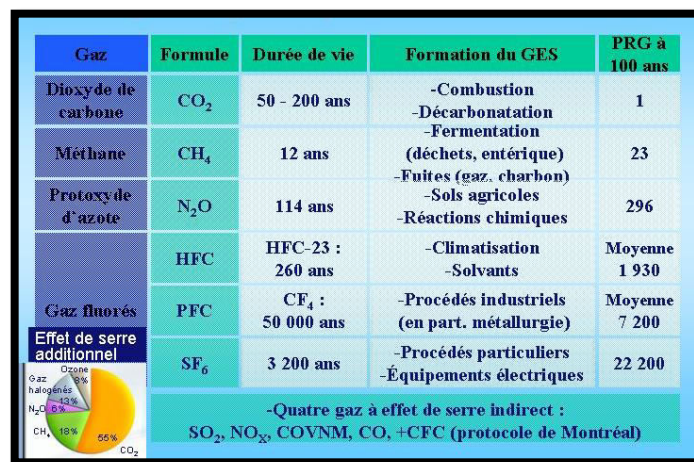 Gaz Formule Durée de vie Formation du GES PRG à 100 ans
Dioxyde de carbone CO₂ 50 - 200 ans -Combustion -Décarbonatation 1
Méthane CH₄ 12 ans -Fermentation (déchets, entérique) -Fuites (gaz, charbon) 23
Protoxyde d'azote N₂O 114 ans -Sols agricoles -Réactions chimiques 296
Gaz fluorés
HFC HFC-23 : 260 ans -Climatisation -Solvants Moyenne 1 930
PFC CF₄ : 50 000 ans -Procédés industriels (en part. métallurgie) Moyenne 7 200
SF₆ 3 200 ans -Procédés particuliers -Équipements électriques 22 200
-Quatre gaz à effet de serre indirect :
SO₂, NOX, COVNM, CO, +CFC (protocole de Montréal)
Effet de serre
additionnel
Ozone 8%
Gaz halogénés 13%
N₂O 6%
CH₄ 18%
CO₂ 55%